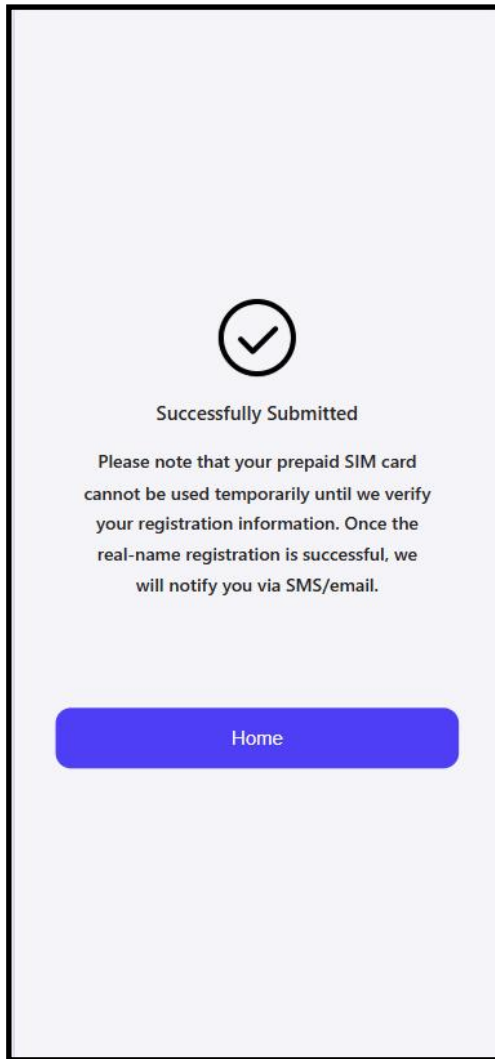 Successfully Submitted
Please note that your prepaid SIM card
cannot be used temporarily until we verify
your registration information. Once the
real-name registration is successful, we
will notify you via SMS/email.
Home